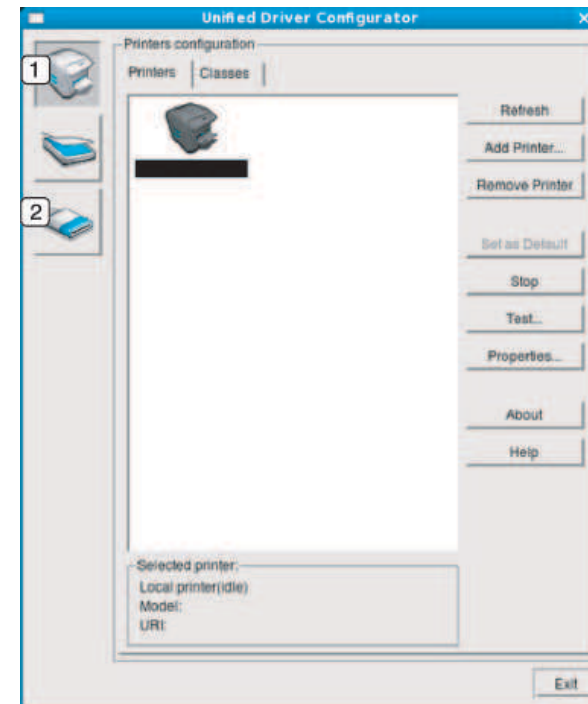 Unified Driver Configurator
1
2
Printers configuration
Printers Classes
Refresh
Add Printer...
Remove Printer
Set as Default
Stop
Test...
Properties...
About
Help
Selected printer:
Local printer(idle)
Model:
URI:
Exit